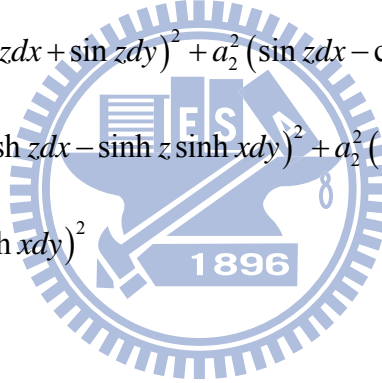 zdx + sin zdy)² + a₂² (sin zdx − c
sh zdx − sinh z sinh xdy)² + a₂² (
h xdy)²
E S
1896